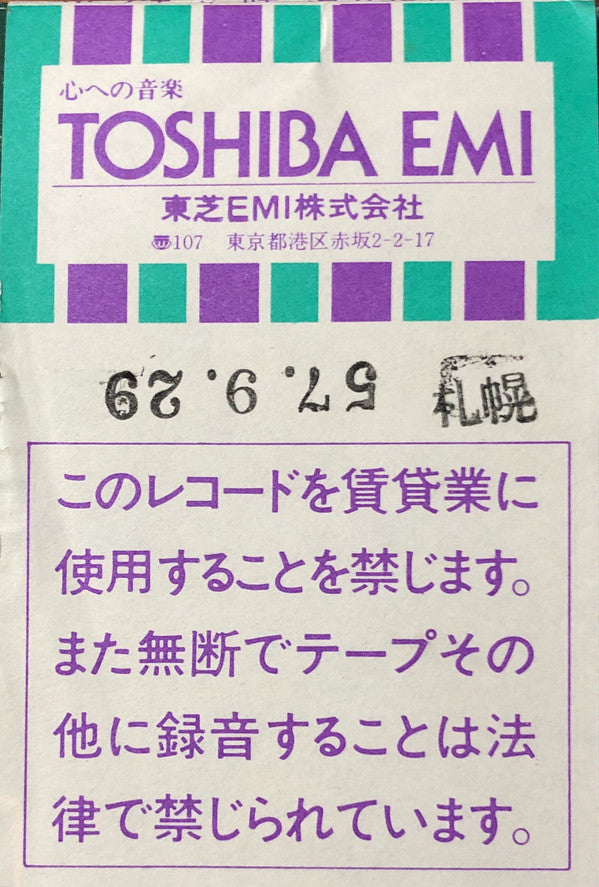 心への音楽
TOSHIBA EMI
東芝EMI株式会社
〠107 東京都港区赤坂2-2-17
57.9.29 札幌
このレコードを賃貸業に
使用することを禁じます。
また無断でテープその
他に録音することは法
律で禁じられています。